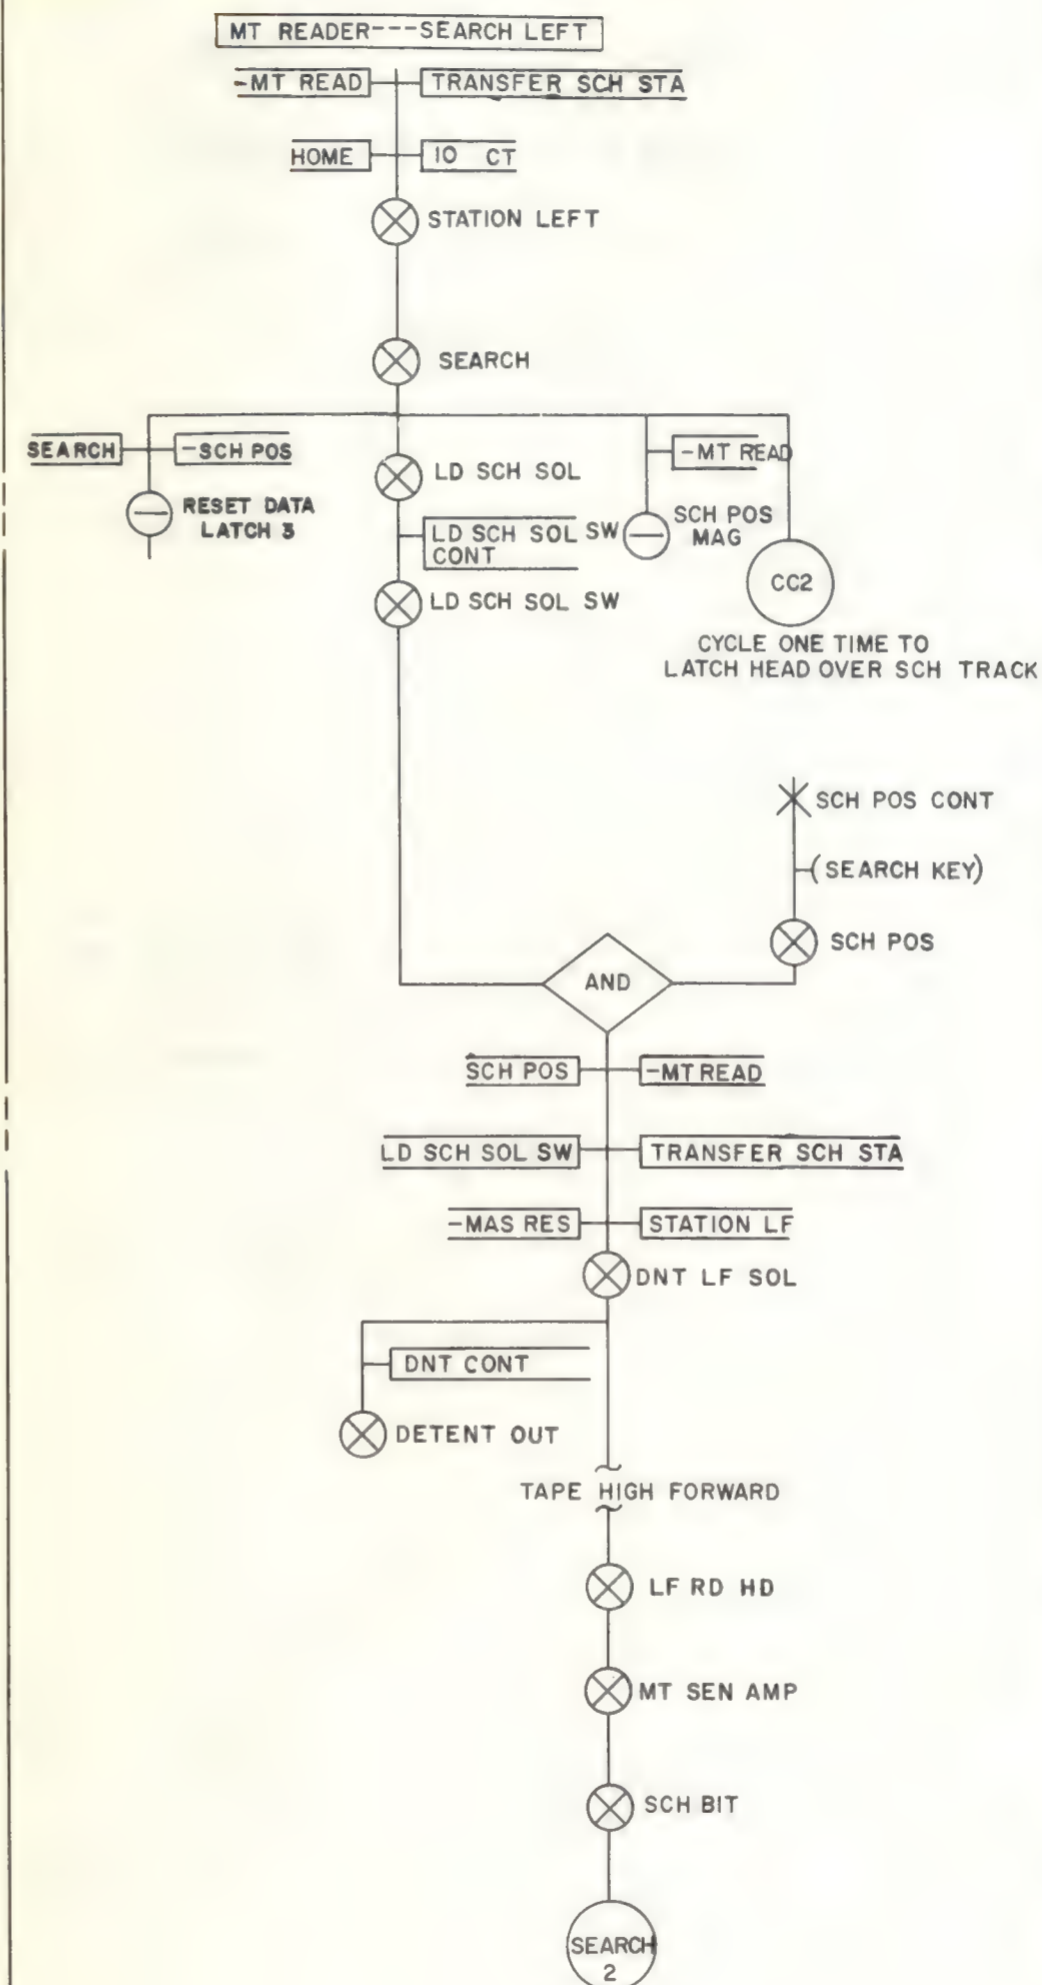 MT READER---SEARCH LEFT
-MT READ
TRANSFER SCH STA
HOME
10 CT
STATION LEFT
SEARCH
SEARCH
-SCH POS
RESET DATA
LATCH 3
LD SCH SOL
LD SCH SOL SW
CONT
LD SCH SOL SW
-MT READ
SCH POS
MAG
CC2
CYCLE ONE TIME TO
LATCH HEAD OVER SCH TRACK
SCH POS CONT
(SEARCH KEY)
SCH POS
AND
SCH POS
-MT READ
LD SCH SOL SW
TRANSFER SCH STA
-MAS RES
STATION LF
DNT LF SOL
DNT CONT
DETENT OUT
TAPE HIGH FORWARD
LF RD HD
MT SEN AMP
SCH BIT
SEARCH
2